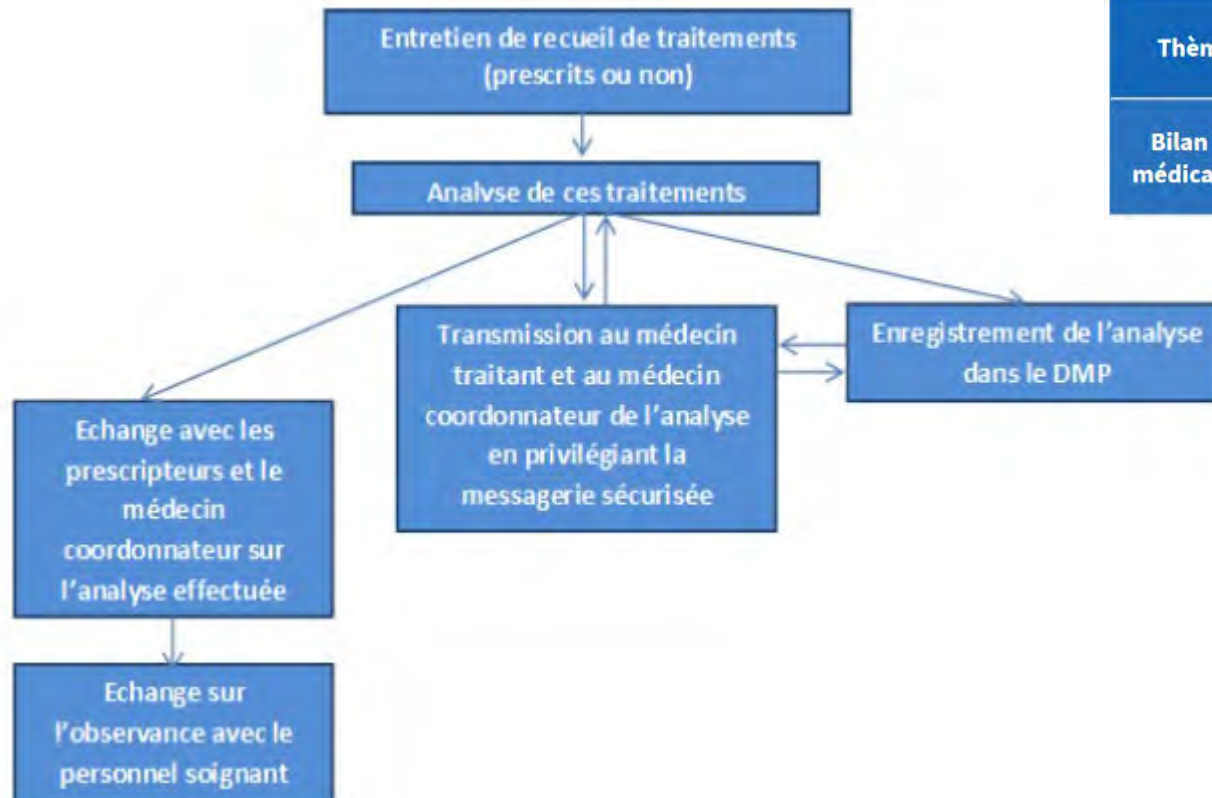 Entretien de recueil de traitements
(prescrits ou non)
Analyse de ces traitements
Transmission au médecin
traitant et au médecin
coordonnateur de l'analyse
en privilégiant la
messagerie sécurisée
Enregistrement de l'analyse
dans le DMP
Echange avec les
prescripteurs et le
médecin
coordonnateur sur
l'analyse effectuée
Echange sur
l'observance avec le
personnel soignant
Bilan